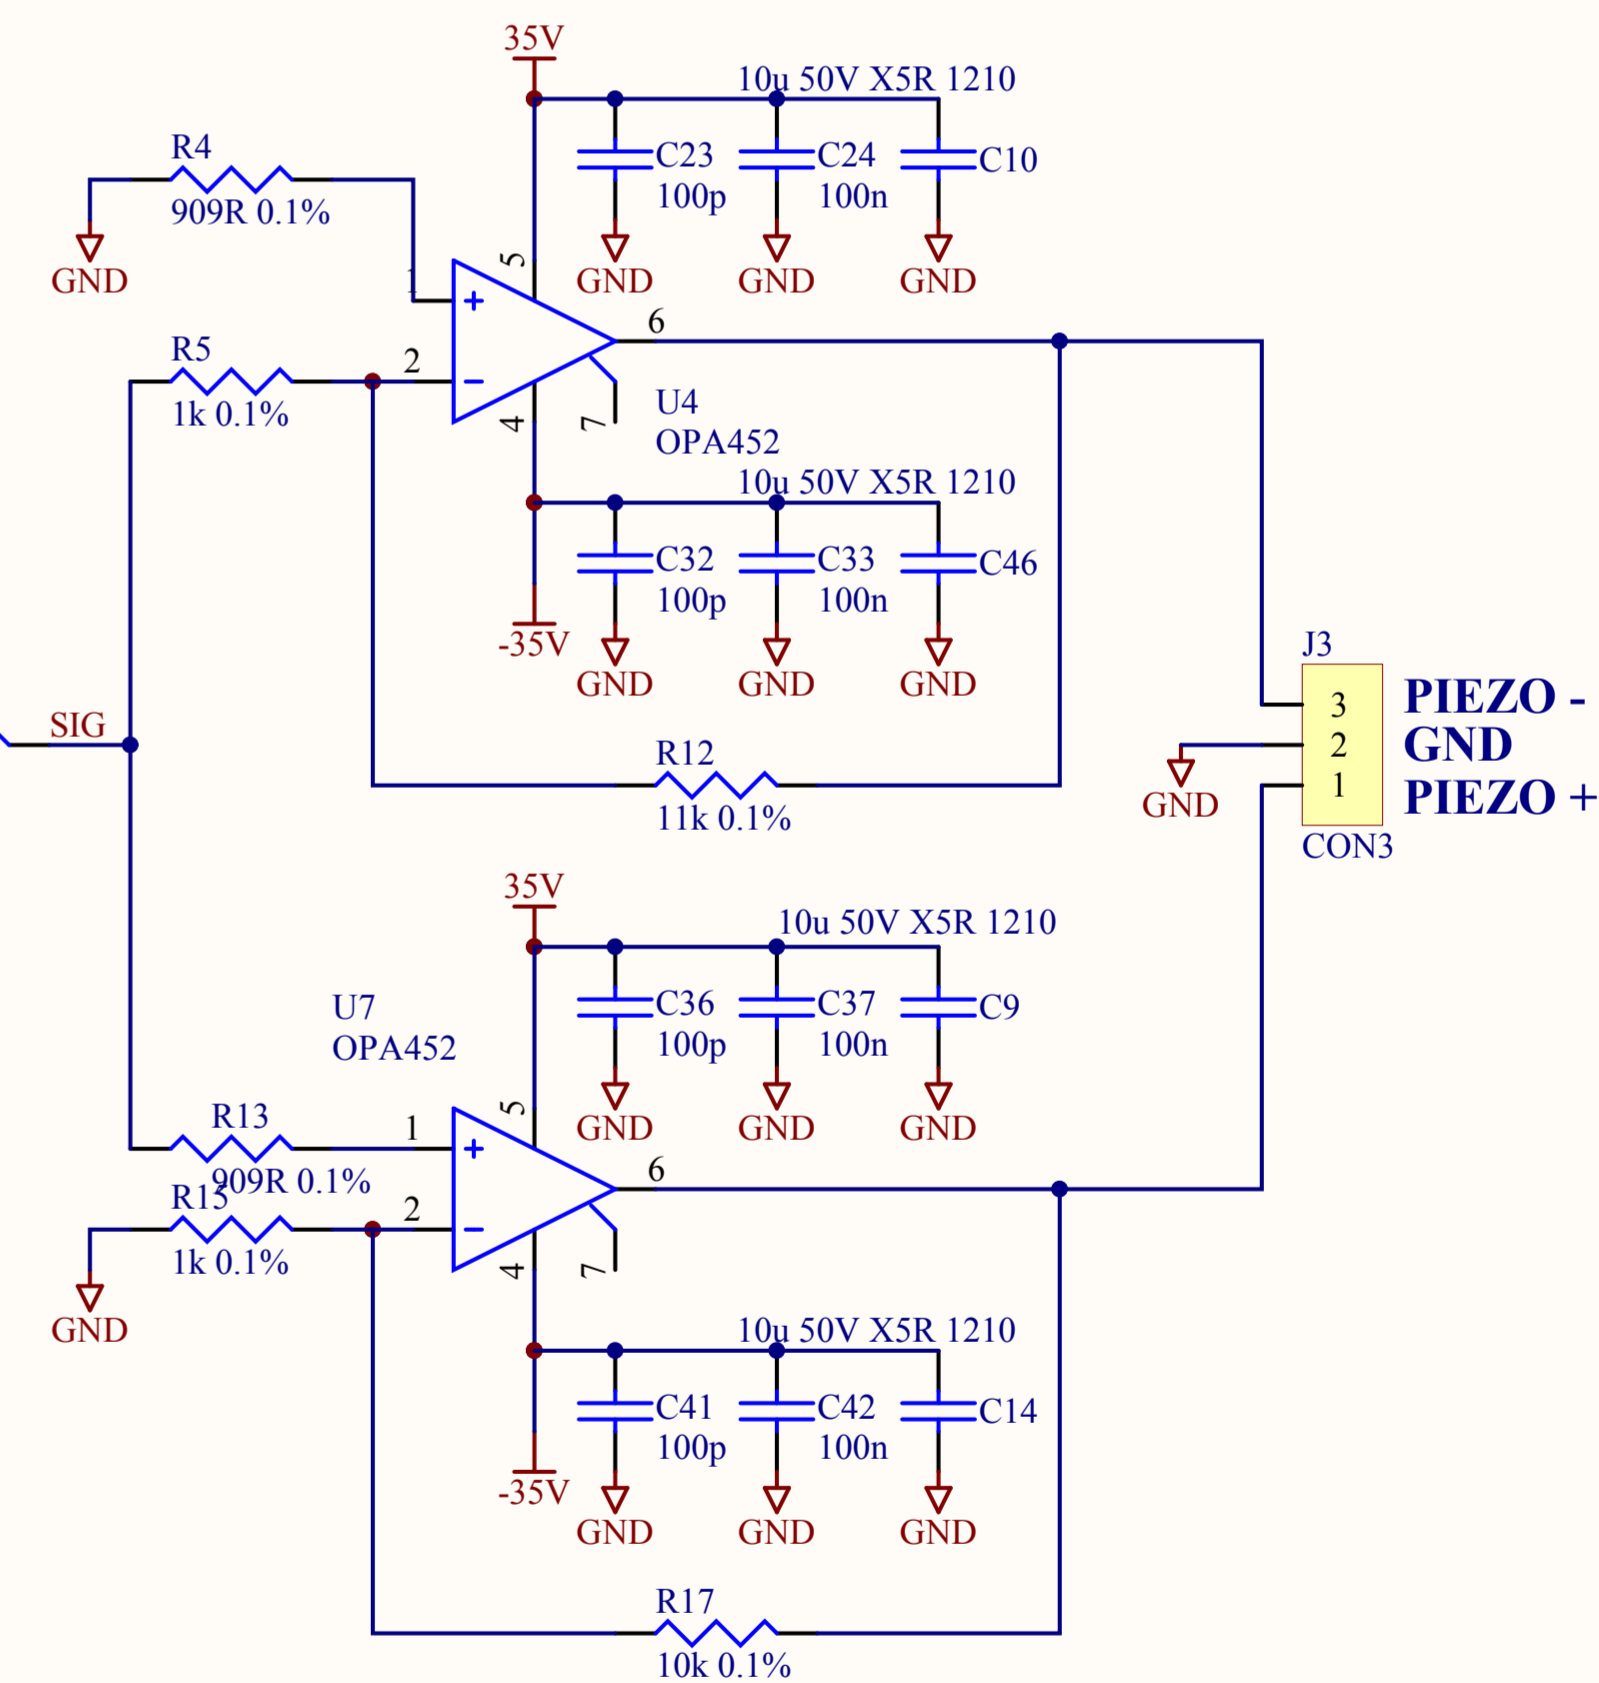 35V
10u 50V X5R 1210
R4
909R 0.1%
GND
C23
100p
C24
100n
C10
GND
GND
GND
1
5
6
R5
1k 0.1%
2
4
7
U4
OPA452
10u 50V X5R 1210
C32
100p
C33
100n
C46
-35V
GND
GND
GND
SIG
R12
11k 0.1%
J3
3
2
1
PIEZO -
GND
PIEZO +
GND
CON3
35V
10u 50V X5R 1210
U7
OPA452
C36
100p
C37
100n
C9
GND
GND
GND
R13
909R 0.1%
1
5
6
R15
1k 0.1%
2
4
7
GND
10u 50V X5R 1210
C41
100p
C42
100n
C14
-35V
GND
GND
GND
R17
10k 0.1%